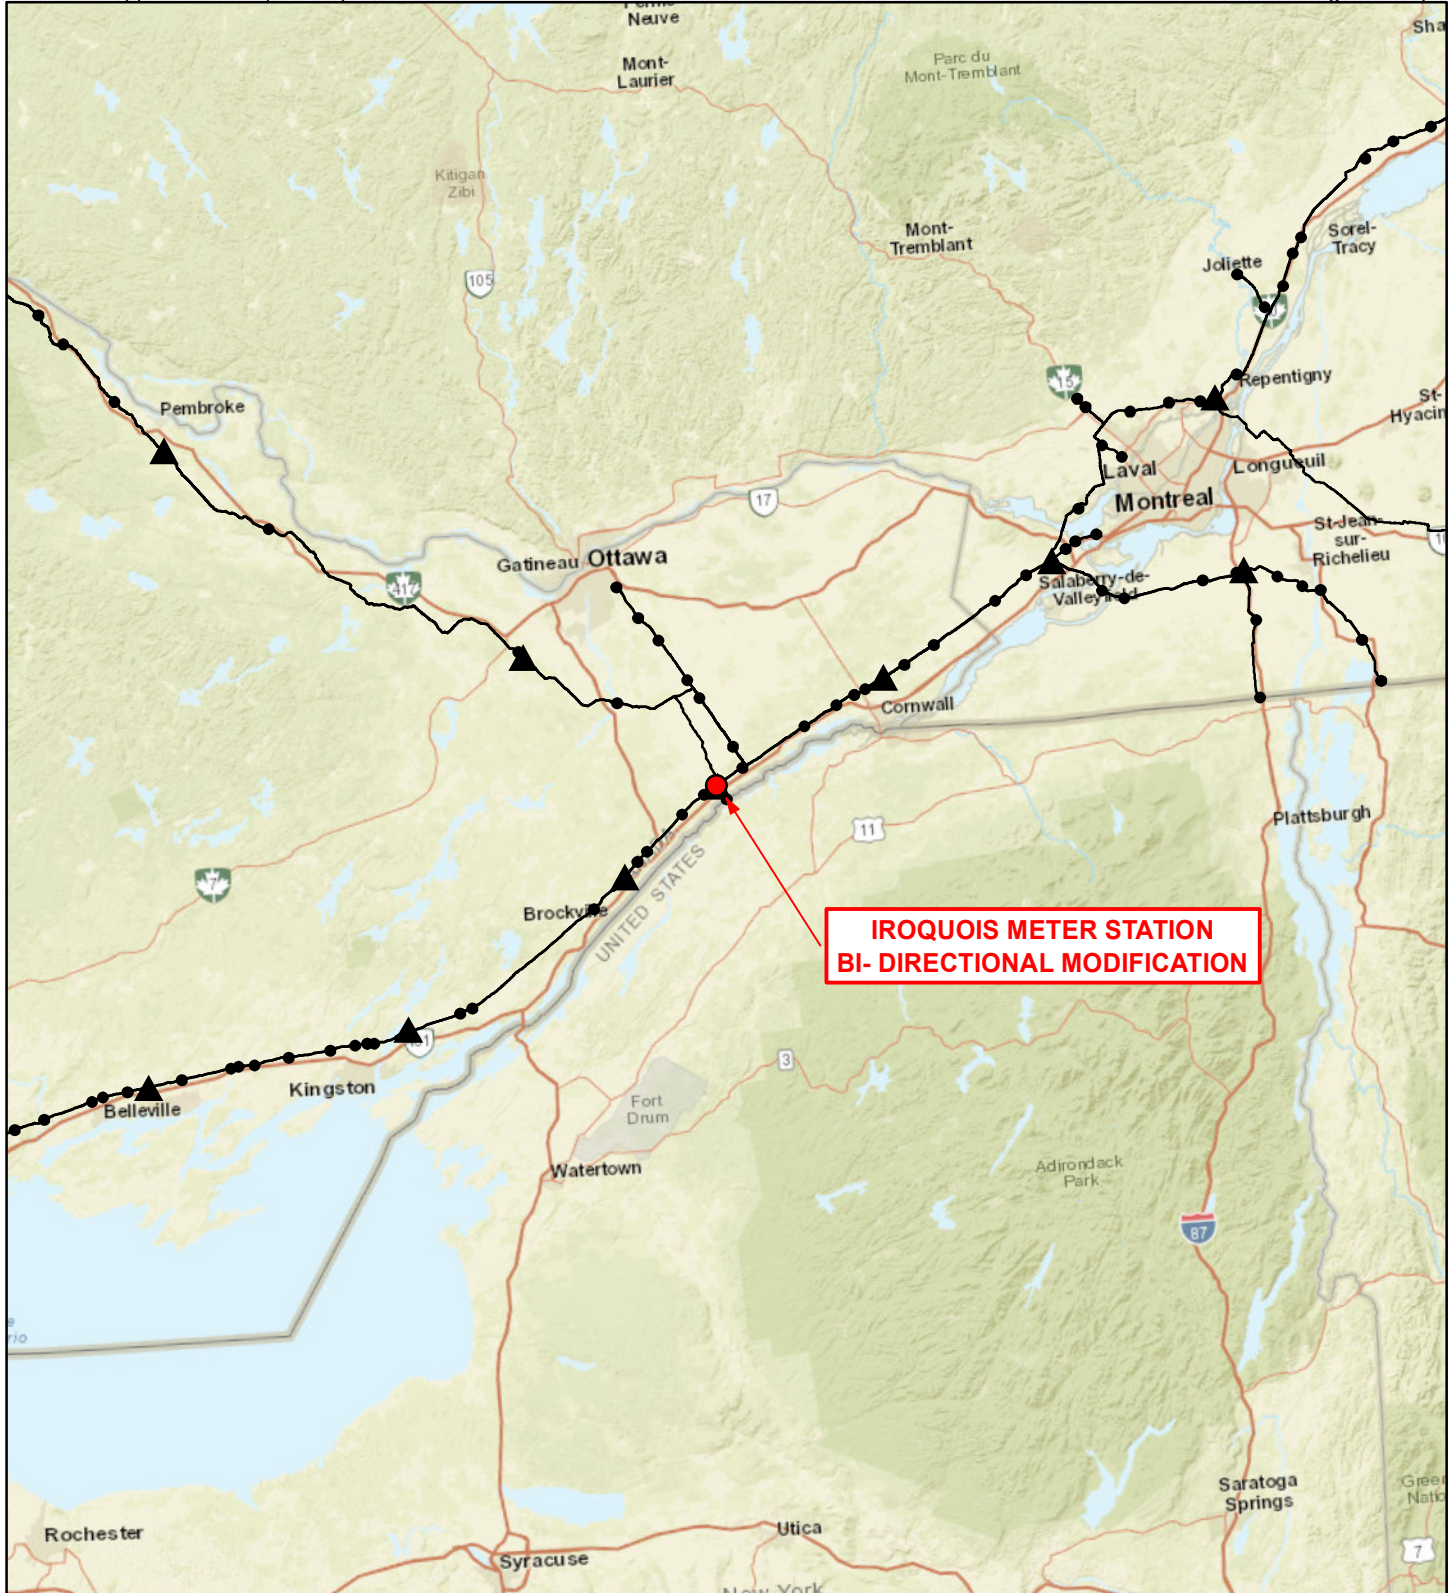 Neuve
Mont-
Laurier
Parc du
Mont-Tremblant
Sha
Kitigan
Zibi
Mont-
Tremblant
Sorel-
Tracy
Joliette
105
15
Repentigny
St-
Hyacin
Pembroke
Laval
Longueuil
17
Montreal
St-Jean-
sur-
Richelieu
Gatineau
Ottawa
417
Salaberry-de-
Valleyfield
Cornwall
Plattsburgh
11
7
UNITED STATES
Brockville
IROQUOIS METER STATION
BI- DIRECTIONAL MODIFICATION
Kingston
3
Belleville
Fort
Drum
Watertown
Adirondack
Park
87
Saratoga
Springs
Rochester
Utica
Syracuse
7
New York